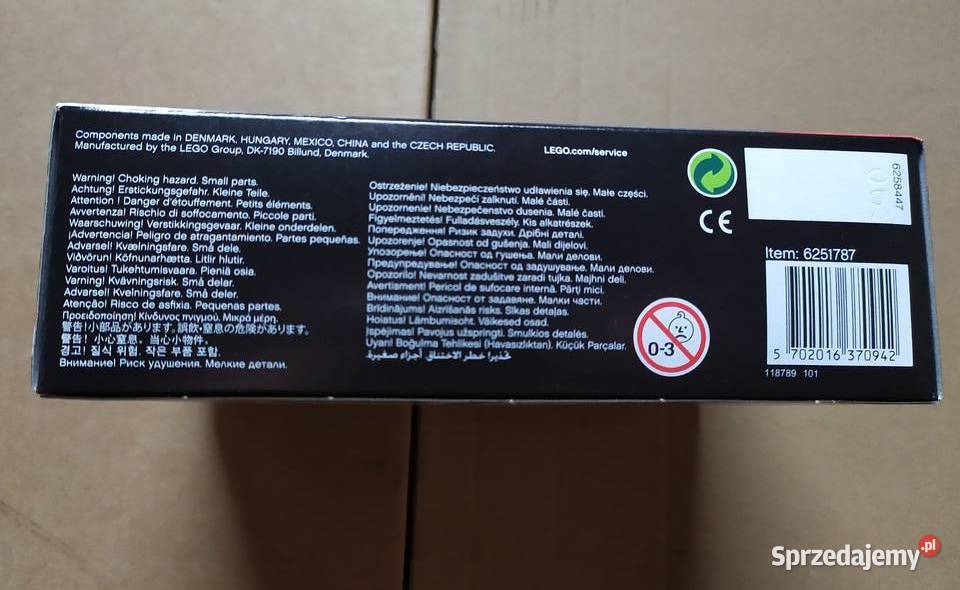 Components made in DENMARK, HUNGARY, MEXICO, CHINA and the CZECH REPUBLIC.
Manufactured by the LEGO Group, DK-7190 Billund, Denmark.
LEGO.com/service
Warning! Choking hazard. Small parts.
Achtung! Erstickungsgefahr. Kleine Teile.
Attention ! Danger d'étouffement. Petits éléments.
Avvertenza! Rischio di soffocamento. Piccole parti.
Waarschuwing! Verstikkingsgevaar. Kleine onderdelen.
¡Advertencia! Peligro de atragantamiento. Partes pequeñas.
Advarsel! Kvælningsfare. Små dele.
Viðvörun! Köfnunarhætta. Litlir hlutir.
Varoitus! Tukehtumisvaara. Pieniä osia.
Varning! Kvävningsrisk. Små delar.
Advarsel! Kvelningsfare. Små deler.
Atenção! Risco de asfixia. Pequenas partes.
Προειδοποίηση! Κίνδυνος πνιγμού. Μικρά μέρη.
警告!小部品があります。誤飲・窒息の危険があります。
警告! 小心窒息。当心小物件。
경고! 질식 위험. 작은 부품 포함.
Внимание! Риск удушения. Мелкие детали.
Ostrzeżenie! Niebezpieczeństwo udławienia się. Małe części.
Upozornění! Nebezpečí zalknutí. Malé části.
Upozornenie! Nebezpečenstvo dusenia. Malé časti.
Figyelmeztetés! Fulladásveszély. Kis alkatrészek.
Попередження! Ризик задухи. Дрібні деталі.
Upozorenje! Opasnost od gušenja. Mali dijelovi.
Упозорење! Опасност од гушења. Мали делови.
Предупредување! Опасност од задушување. Мали делови.
Opozorilo! Nevarnost zadušitve zaradi tujka. Majhni deli.
Avertisment! Pericol de sufocare internă. Părți mici.
Внимание! Опасност от задавяне. Малки части.
Brīdinājums! Aizrīšanās risks. Sīkas detaļas.
Hoiatus! Lämbumisoht. Väikesed osad.
Įspėjimas! Pavojus užspringti. Smulkios detalės.
Uyarı! Boğulma Tehlikesi (Havasızlıktan). Küçük Parçalar.
تحذير! خطر الاختناق أجزاء صغيرة.
0-3
CE
6258447
Item: 6251787
5 702016 370942
118789 101
Sprzedajemy.pl